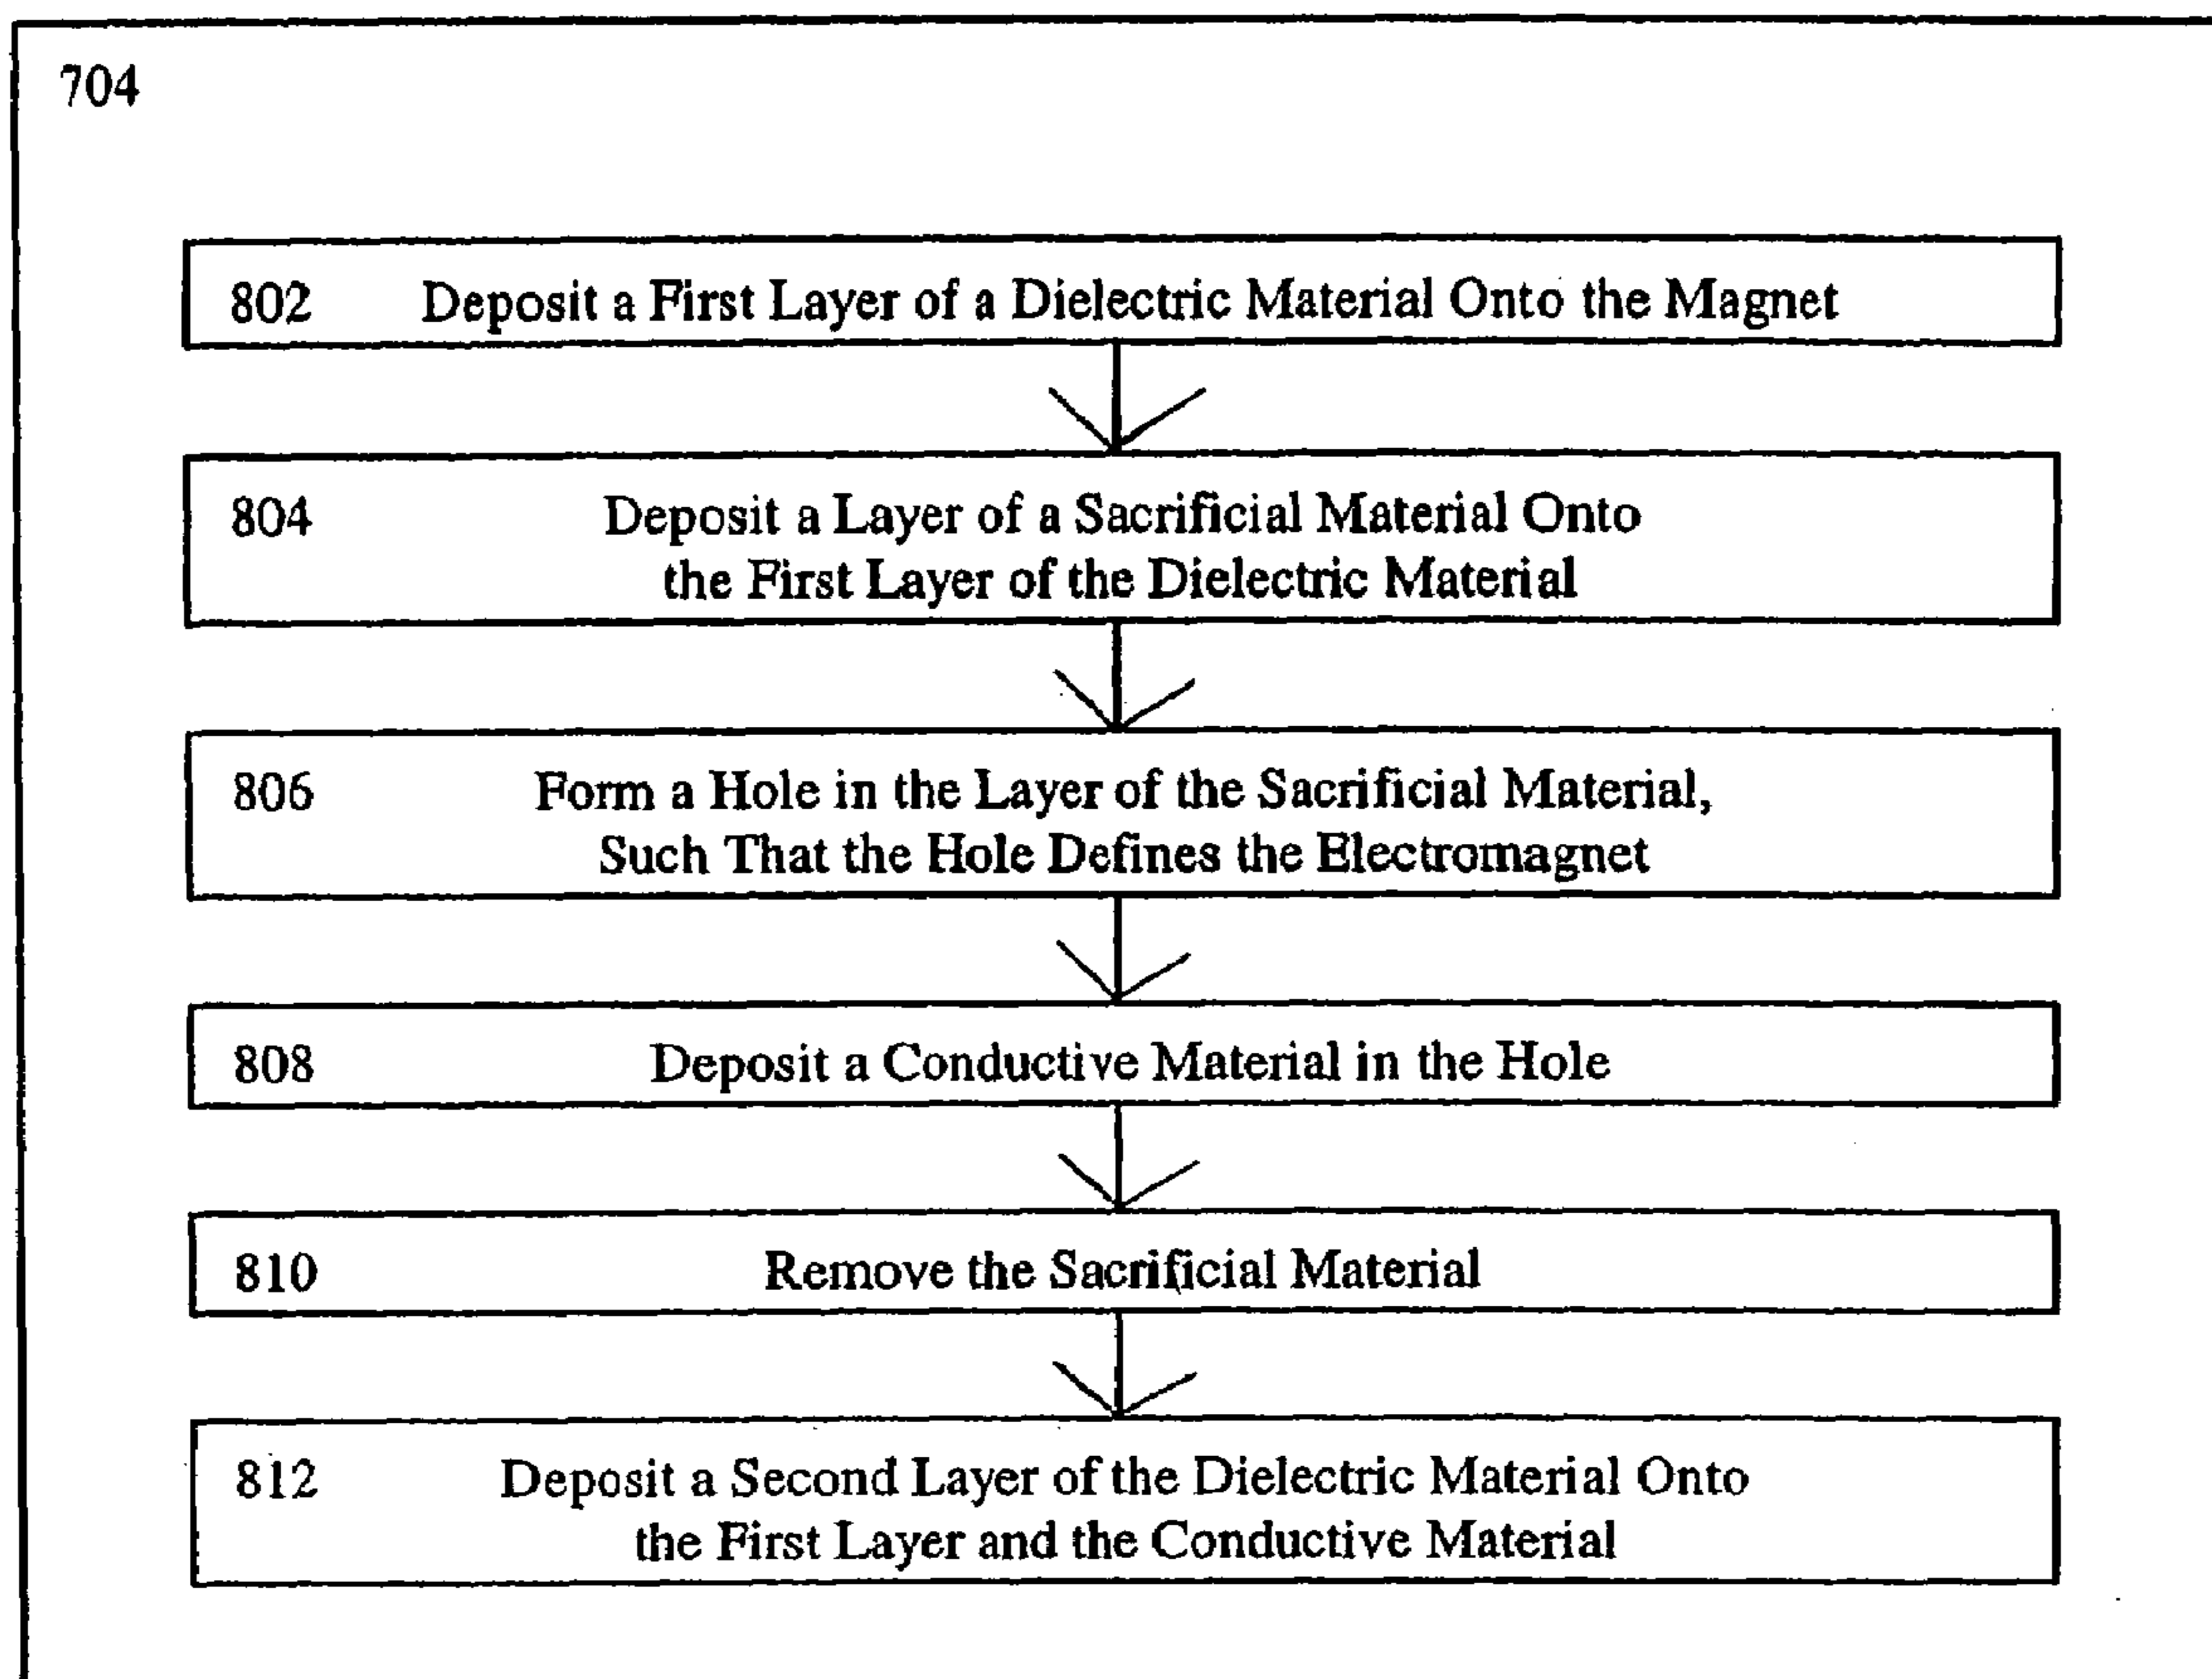 704
802 Deposit a First Layer of a Dielectric Material Onto the Magnet
804 Deposit a Layer of a Sacrificial Material Onto
the First Layer of the Dielectric Material
806 Form a Hole in the Layer of the Sacrificial Material,
Such That the Hole Defines the Electromagnet
808 Deposit a Conductive Material in the Hole
810 Remove the Sacrificial Material
812 Deposit a Second Layer of the Dielectric Material Onto
the First Layer and the Conductive Material